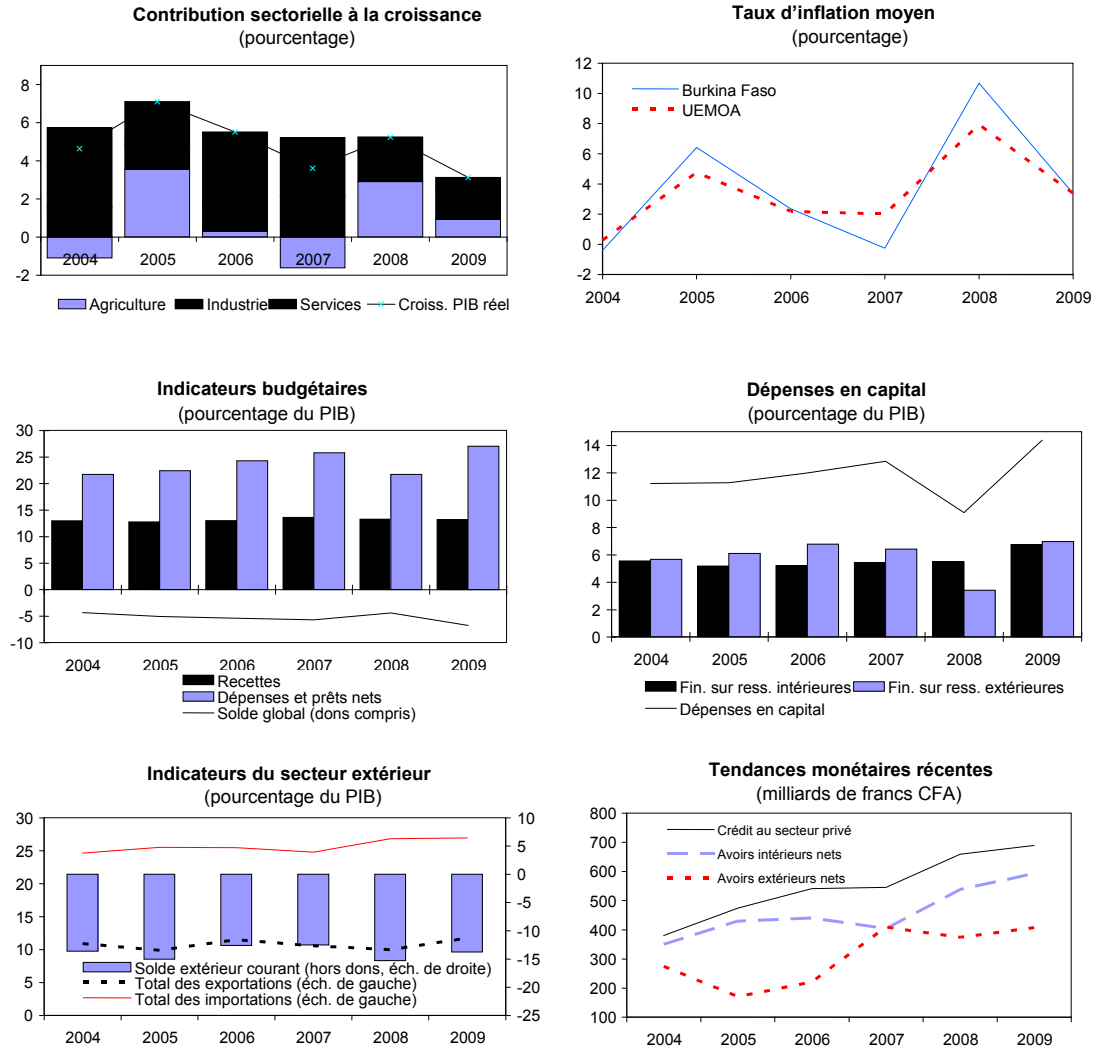 Contribution sectorielle à la croissance
(pourcentage)
8
6
4
2
0
-2
2004 2005 2006 2007 2008 2009
Agriculture Industrie Services Croiss. PIB réel
Taux d'inflation moyen
(pourcentage)
12
10
8
6
4
2
0
-2
Burkina Faso
UEMOA
2004 2005 2006 2007 2008 2009
Indicateurs budgétaires
(pourcentage du PIB)
30
25
20
15
10
5
0
-5
-10
2004 2005 2006 2007 2008 2009
Recettes
Dépenses et prêts nets
Solde global (dons compris)
Dépenses en capital
(pourcentage du PIB)
14
12
10
8
6
4
2
0
2004 2005 2006 2007 2008 2009
Fin. sur ress. intérieures Fin. sur ress. extérieures
Dépenses en capital
Indicateurs du secteur extérieur
(pourcentage du PIB)
30
25
20
15
10
5
0
10
5
0
-5
-10
-15
-20
-25
Solde extérieur courant (hors dons, éch. de droite)
Total des exportations (éch. de gauche)
Total des importations (éch. de gauche)
2004 2005 2006 2007 2008 2009
Tendances monétaires récentes
(milliards de francs CFA)
800
700
600
500
400
300
200
100
Crédit au secteur privé
Avoirs intérieurs nets
Avoirs extérieurs nets
2004 2005 2006 2007 2008 2009